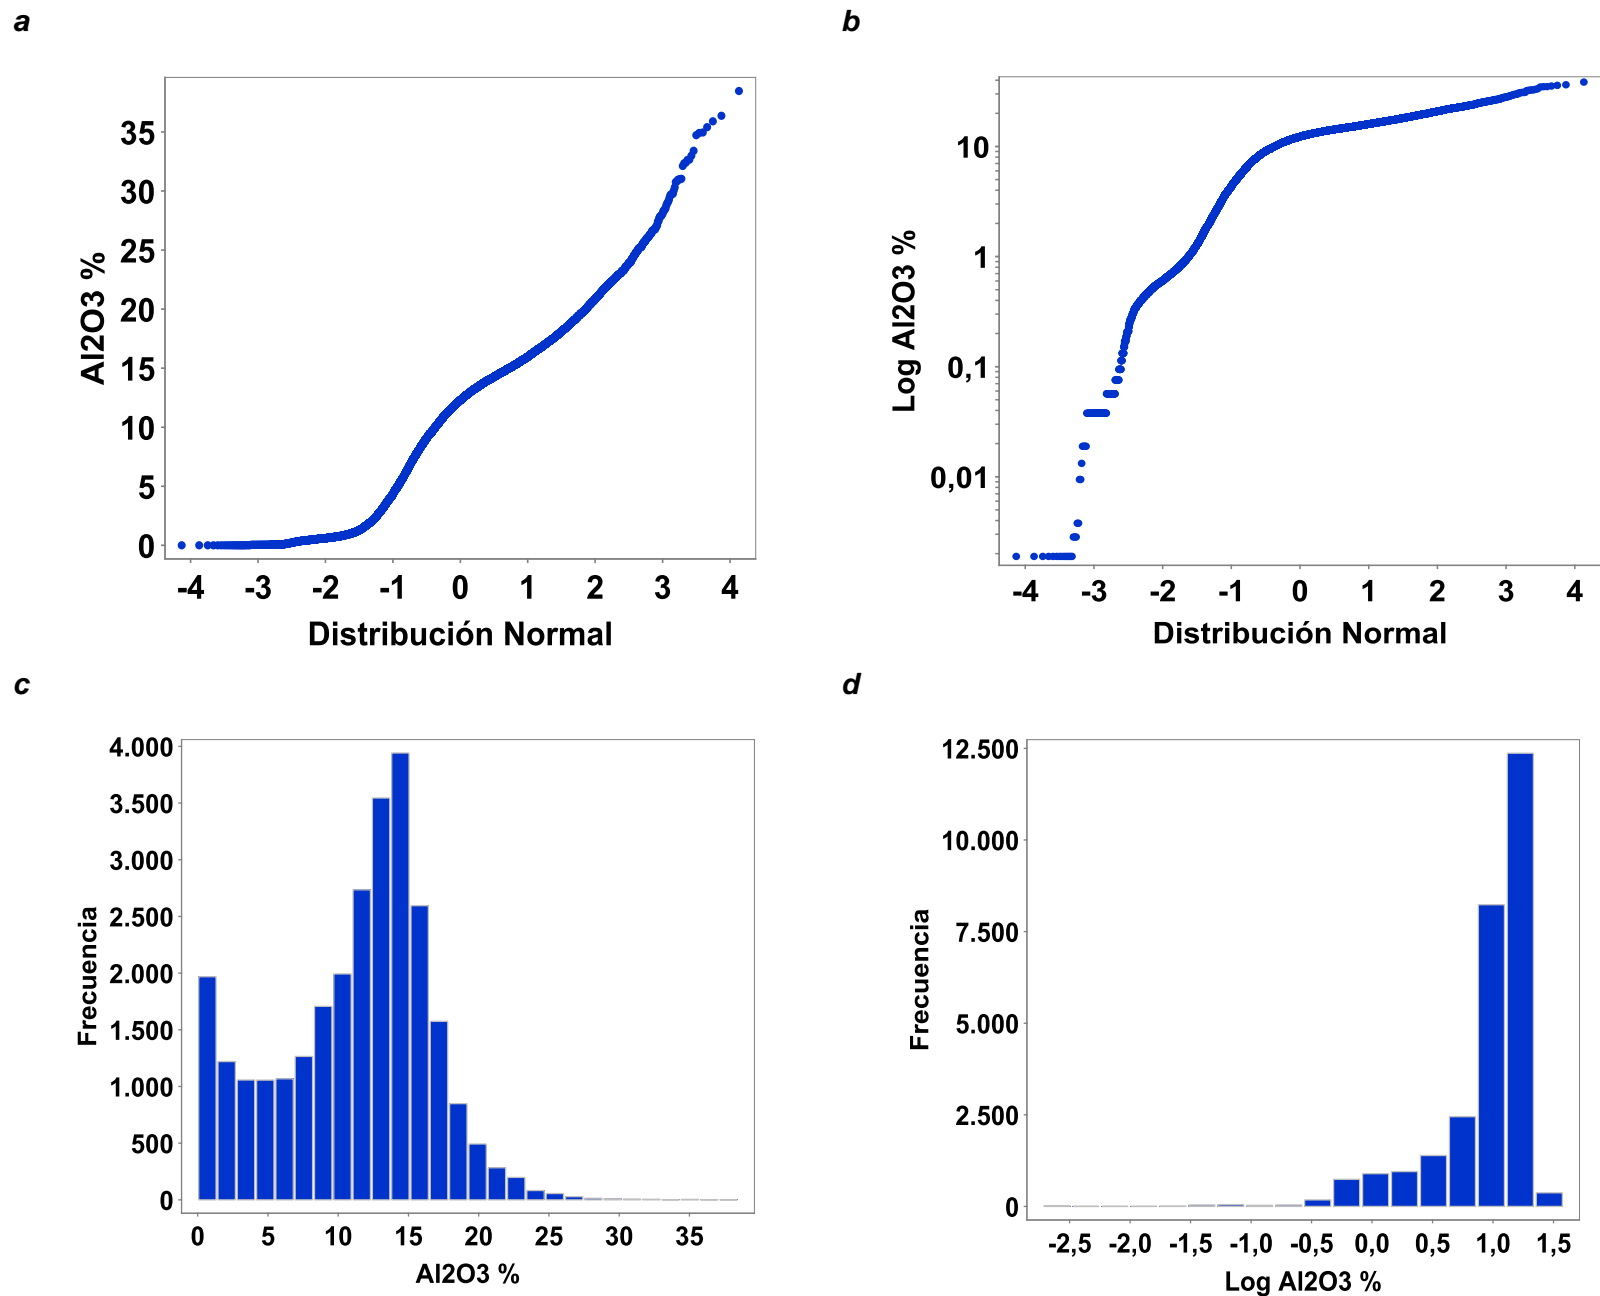 a
b
35
30
25
20
15
10
5
0
Al2O3 %
-4 -3 -2 -1 0 1 2 3 4
Distribución Normal
10
1
0,1
0,01
Log Al2O3 %
-4 -3 -2 -1 0 1 2 3 4
Distribución Normal
c
d
4.000
3.500
3.000
2.500
2.000
1.500
1.000
500
0
Frecuencia
0 5 10 15 20 25 30 35
Al2O3 %
12.500
10.000
7.500
5.000
2.500
0
Frecuencia
-2,5 -2,0 -1,5 -1,0 -0,5 0,0 0,5 1,0 1,5
Log Al2O3 %